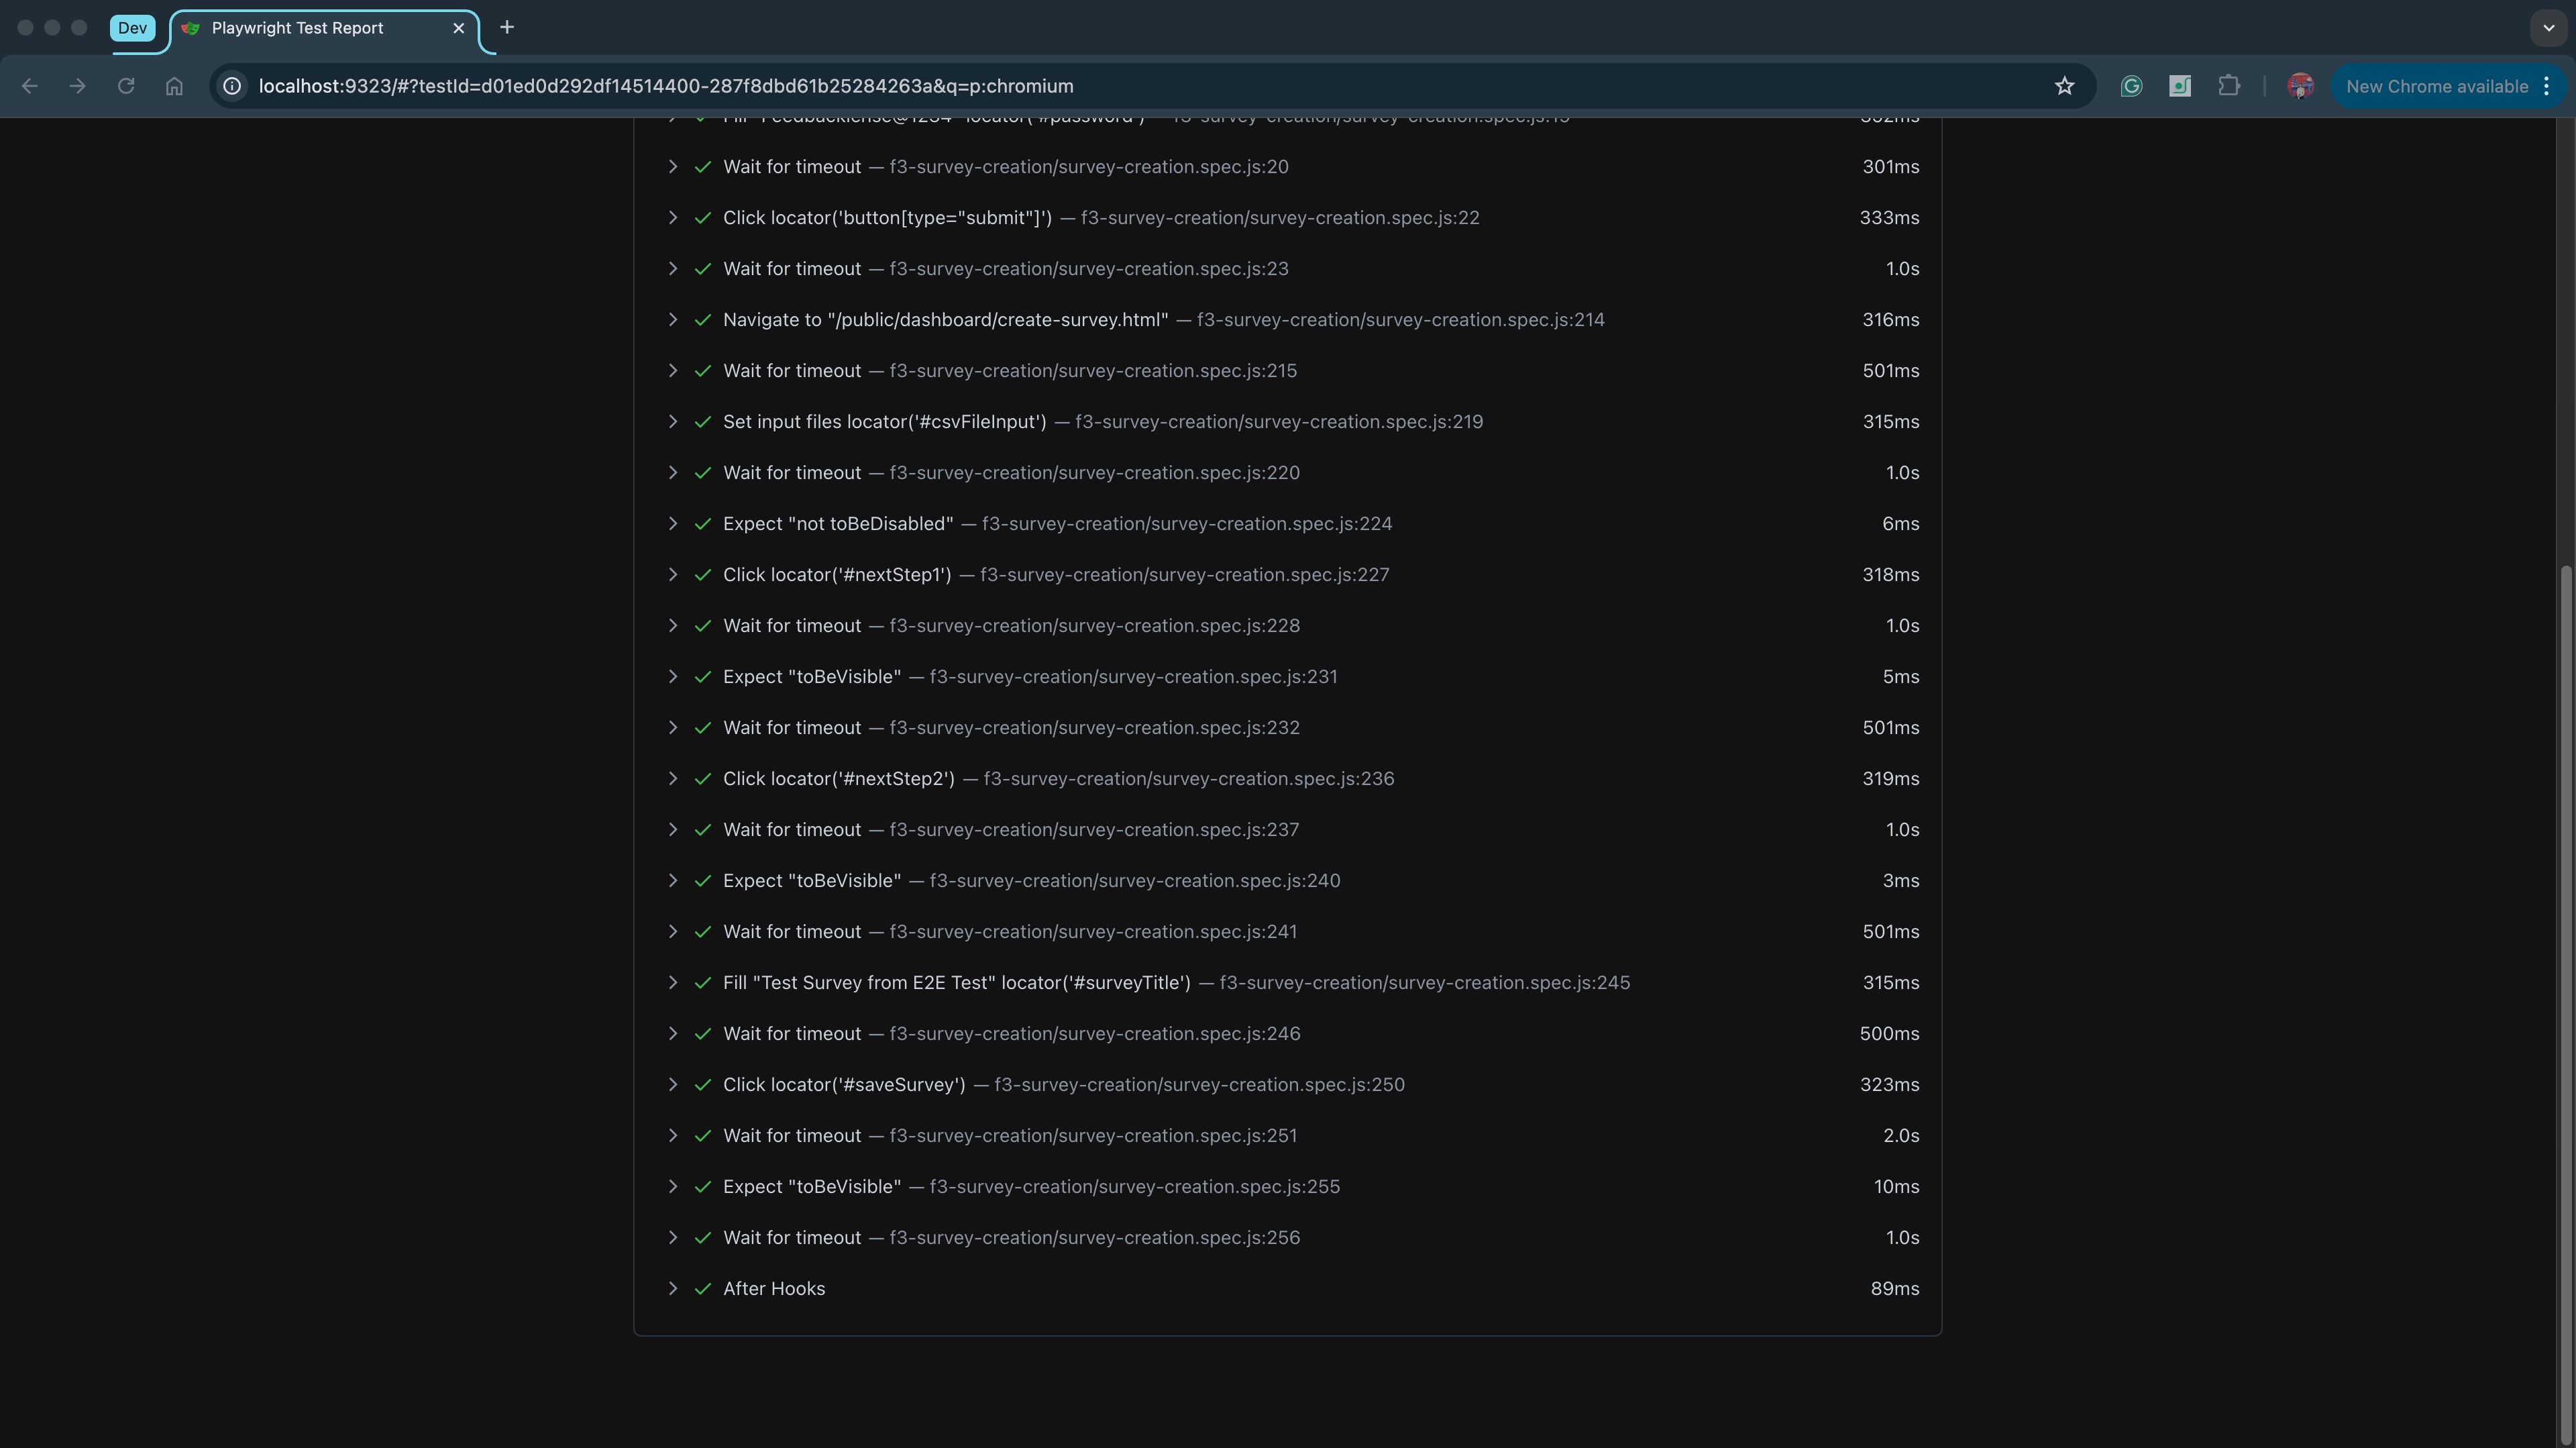 Dev
Playwright Test Report
localhost:9323/#?testId=d01ed0d292df14514400-287f8dbd61b25284263a&q=p:chromium
New Chrome available
Fill "Feedbacklense@1234" locator('#password') — f3-survey-creation/survey-creation.spec.js:19 352ms
Wait for timeout — f3-survey-creation/survey-creation.spec.js:20 301ms
Click locator('button[type="submit"]') — f3-survey-creation/survey-creation.spec.js:22 333ms
Wait for timeout — f3-survey-creation/survey-creation.spec.js:23 1.0s
Navigate to "/public/dashboard/create-survey.html" — f3-survey-creation/survey-creation.spec.js:214 316ms
Wait for timeout — f3-survey-creation/survey-creation.spec.js:215 501ms
Set input files locator('#csvFileInput') — f3-survey-creation/survey-creation.spec.js:219 315ms
Wait for timeout — f3-survey-creation/survey-creation.spec.js:220 1.0s
Expect "not toBeDisabled" — f3-survey-creation/survey-creation.spec.js:224 6ms
Click locator('#nextStep1') — f3-survey-creation/survey-creation.spec.js:227 318ms
Wait for timeout — f3-survey-creation/survey-creation.spec.js:228 1.0s
Expect "toBeVisible" — f3-survey-creation/survey-creation.spec.js:231 5ms
Wait for timeout — f3-survey-creation/survey-creation.spec.js:232 501ms
Click locator('#nextStep2') — f3-survey-creation/survey-creation.spec.js:236 319ms
Wait for timeout — f3-survey-creation/survey-creation.spec.js:237 1.0s
Expect "toBeVisible" — f3-survey-creation/survey-creation.spec.js:240 3ms
Wait for timeout — f3-survey-creation/survey-creation.spec.js:241 501ms
Fill "Test Survey from E2E Test" locator('#surveyTitle') — f3-survey-creation/survey-creation.spec.js:245 315ms
Wait for timeout — f3-survey-creation/survey-creation.spec.js:246 500ms
Click locator('#saveSurvey') — f3-survey-creation/survey-creation.spec.js:250 323ms
Wait for timeout — f3-survey-creation/survey-creation.spec.js:251 2.0s
Expect "toBeVisible" — f3-survey-creation/survey-creation.spec.js:255 10ms
Wait for timeout — f3-survey-creation/survey-creation.spec.js:256 1.0s
After Hooks 89ms